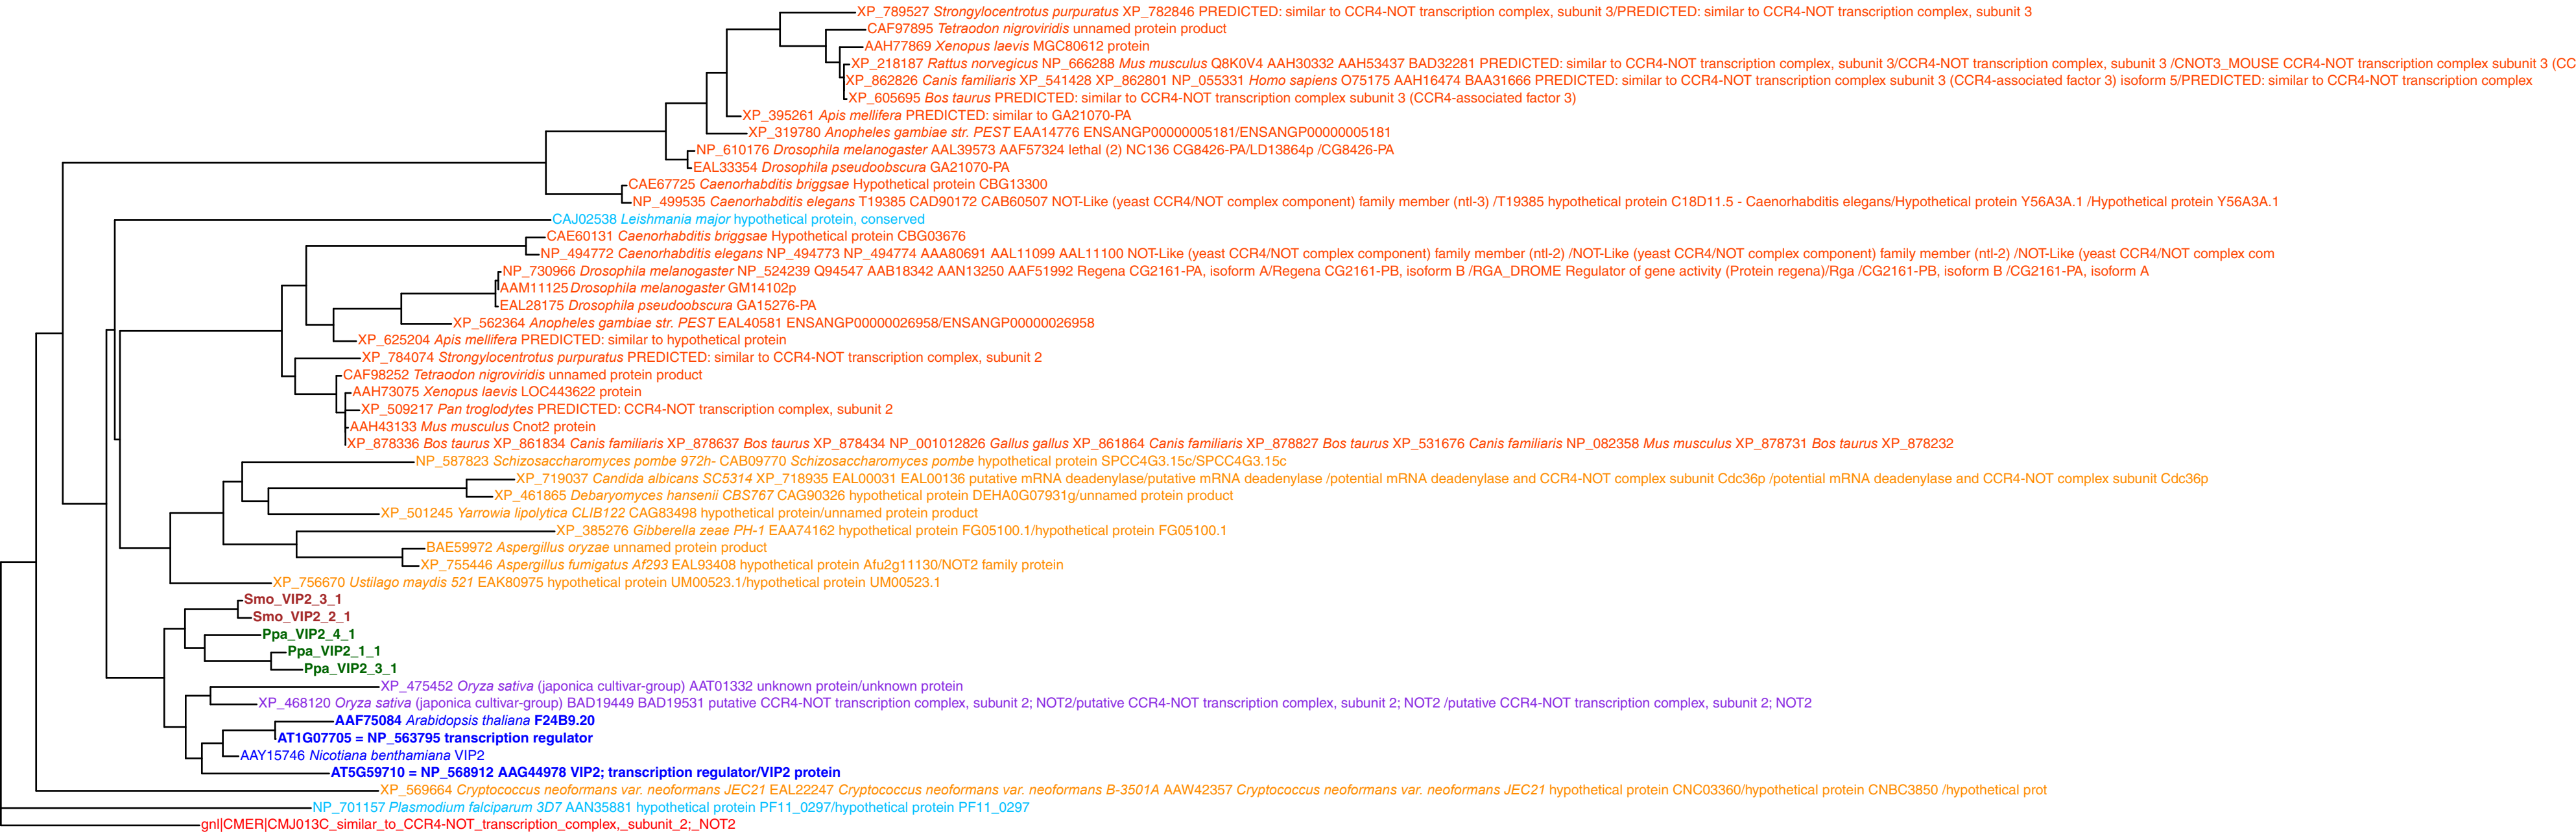 XP_789527 Strongylocentrotus purpuratus XP_782846 PREDICTED: similar to CCR4-NOT transcription complex, subunit 3/PREDICTED: similar to CCR4-NOT transcription complex, subunit 3
CAF97895 Tetraodon nigroviridis unnamed protein product
AAH77869 Xenopus laevis MGC80612 protein
XP_218187 Rattus norvegicus NP_666288 Mus musculus Q8K0V4 AAH30332 AAH53437 BAD32281 PREDICTED: similar to CCR4-NOT transcription complex, subunit 3/CCR4-NOT transcription complex, subunit 3 /CNOT3_MOUSE CCR4-NOT transcription complex subunit 3 (CC
XP_862826 Canis familiaris XP_541428 XP_862801 NP_055331 Homo sapiens O75175 AAH16474 BAA31666 PREDICTED: similar to CCR4-NOT transcription complex subunit 3 (CCR4-associated factor 3) isoform 5/PREDICTED: similar to CCR4-NOT transcription complex
XP_605695 Bos taurus PREDICTED: similar to CCR4-NOT transcription complex subunit 3 (CCR4-associated factor 3)
XP_395261 Apis mellifera PREDICTED: similar to GA21070-PA
XP_319780 Anopheles gambiae str. PEST EAA14776 ENSANGP00000005181/ENSANGP00000005181
NP_610176 Drosophila melanogaster AAL39573 AAF57324 lethal (2) NC136 CG8426-PA/LD13864p /CG8426-PA
EAL33354 Drosophila pseudoobscura GA21070-PA
CAE67725 Caenorhabditis briggsae Hypothetical protein CBG13300
NP_499535 Caenorhabditis elegans T19385 CAD90172 CAB60507 NOT-Like (yeast CCR4/NOT complex component) family member (ntl-3) /T19385 hypothetical protein C18D11.5 - Caenorhabditis elegans/Hypothetical protein Y56A3A.1 /Hypothetical protein Y56A3A.1
CAJ02538 Leishmania major hypothetical protein, conserved
CAE60131 Caenorhabditis briggsae Hypothetical protein CBG03676
NP_494772 Caenorhabditis elegans NP_494773 NP_494774 AAA80691 AAL11099 AAL11100 NOT-Like (yeast CCR4/NOT complex component) family member (ntl-2) /NOT-Like (yeast CCR4/NOT complex component) family member (ntl-2) /NOT-Like (yeast CCR4/NOT complex com
NP_730966 Drosophila melanogaster NP_524239 Q94547 AAB18342 AAN13250 AAF51992 Regena CG2161-PA, isoform A/Regena CG2161-PB, isoform B /RGA_DROME Regulator of gene activity (Protein regena)/Rga /CG2161-PB, isoform B /CG2161-PA, isoform A
AAM11125 Drosophila melanogaster GM14102p
EAL28175 Drosophila pseudoobscura GA15276-PA
XP_562364 Anopheles gambiae str. PEST EAL40581 ENSANGP00000026958/ENSANGP00000026958
XP_625204 Apis mellifera PREDICTED: similar to hypothetical protein
XP_784074 Strongylocentrotus purpuratus PREDICTED: similar to CCR4-NOT transcription complex, subunit 2
CAF98252 Tetraodon nigroviridis unnamed protein product
AAH73075 Xenopus laevis LOC443622 protein
XP_509217 Pan troglodytes PREDICTED: CCR4-NOT transcription complex, subunit 2
AAH43133 Mus musculus Cnot2 protein
XP_878336 Bos taurus XP_861834 Canis familiaris XP_878637 Bos taurus XP_878434 NP_001012826 Gallus gallus XP_861864 Canis familiaris XP_878827 Bos taurus XP_531676 Canis familiaris NP_082358 Mus musculus XP_878731 Bos taurus XP_878232
NP_587823 Schizosaccharomyces pombe 972h- CAB09770 Schizosaccharomyces pombe hypothetical protein SPCC4G3.15c/SPCC4G3.15c
XP_719037 Candida albicans SC5314 XP_718935 EAL00031 EAL00136 putative mRNA deadenylase/putative mRNA deadenylase /potential mRNA deadenylase and CCR4-NOT complex subunit Cdc36p /potential mRNA deadenylase and CCR4-NOT complex subunit Cdc36p
XP_461865 Debaryomyces hansenii CBS767 CAG90326 hypothetical protein DEHA0G07931g/unnamed protein product
XP_501245 Yarrowia lipolytica CLIB122 CAG83498 hypothetical protein/unnamed protein product
XP_385276 Gibberella zeae PH-1 EAA74162 hypothetical protein FG05100.1/hypothetical protein FG05100.1
BAE59972 Aspergillus oryzae unnamed protein product
XP_755446 Aspergillus fumigatus Af293 EAL93408 hypothetical protein Afu2g11130/NOT2 family protein
XP_756670 Ustilago maydis 521 EAK80975 hypothetical protein UM00523.1/hypothetical protein UM00523.1
Smo_VIP2_3_1
Smo_VIP2_2_1
Ppa_VIP2_4_1
Ppa_VIP2_1_1
Ppa_VIP2_3_1
XP_475452 Oryza sativa (japonica cultivar-group) AAT01332 unknown protein/unknown protein
XP_468120 Oryza sativa (japonica cultivar-group) BAD19449 BAD19531 putative CCR4-NOT transcription complex, subunit 2; NOT2/putative CCR4-NOT transcription complex, subunit 2; NOT2 /putative CCR4-NOT transcription complex, subunit 2; NOT2
AAF75084 Arabidopsis thaliana F24B9.20
AT1G07705 = NP_563795 transcription regulator
AAY15746 Nicotiana benthamiana VIP2
AT5G59710 = NP_568912 AAG44978 VIP2; transcription regulator/VIP2 protein
XP_569664 Cryptococcus neoformans var. neoformans JEC21 EAL22247 Cryptococcus neoformans var. neoformans B-3501A AAW42357 Cryptococcus neoformans var. neoformans JEC21 hypothetical protein CNC03360/hypothetical protein CNBC3850 /hypothetical prot
NP_701157 Plasmodium falciparum 3D7 AAN35881 hypothetical protein PF11_0297/hypothetical protein PF11_0297
gnl|CMER|CMJ013C_similar_to_CCR4-NOT_transcription_complex,_subunit_2;_NOT2